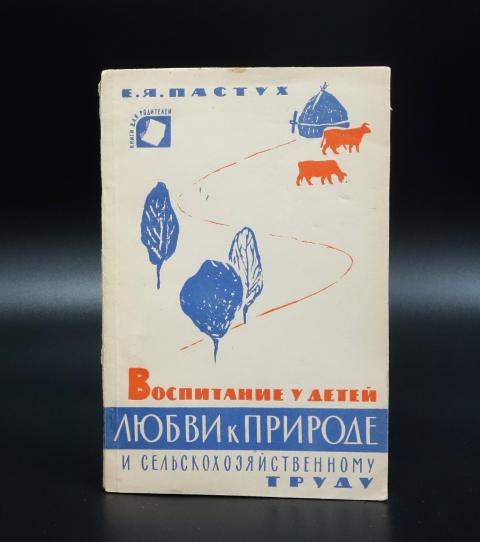 Е.Я.ПАСТУХ
КНИГИ ДЛЯ РОДИТЕЛЕЙ
Воспитание у детей
ЛЮБВИ к ПРИРОДЕ
И СЕЛЬСКОХОЗЯЙСТВЕННОМУ
ТРУДУ